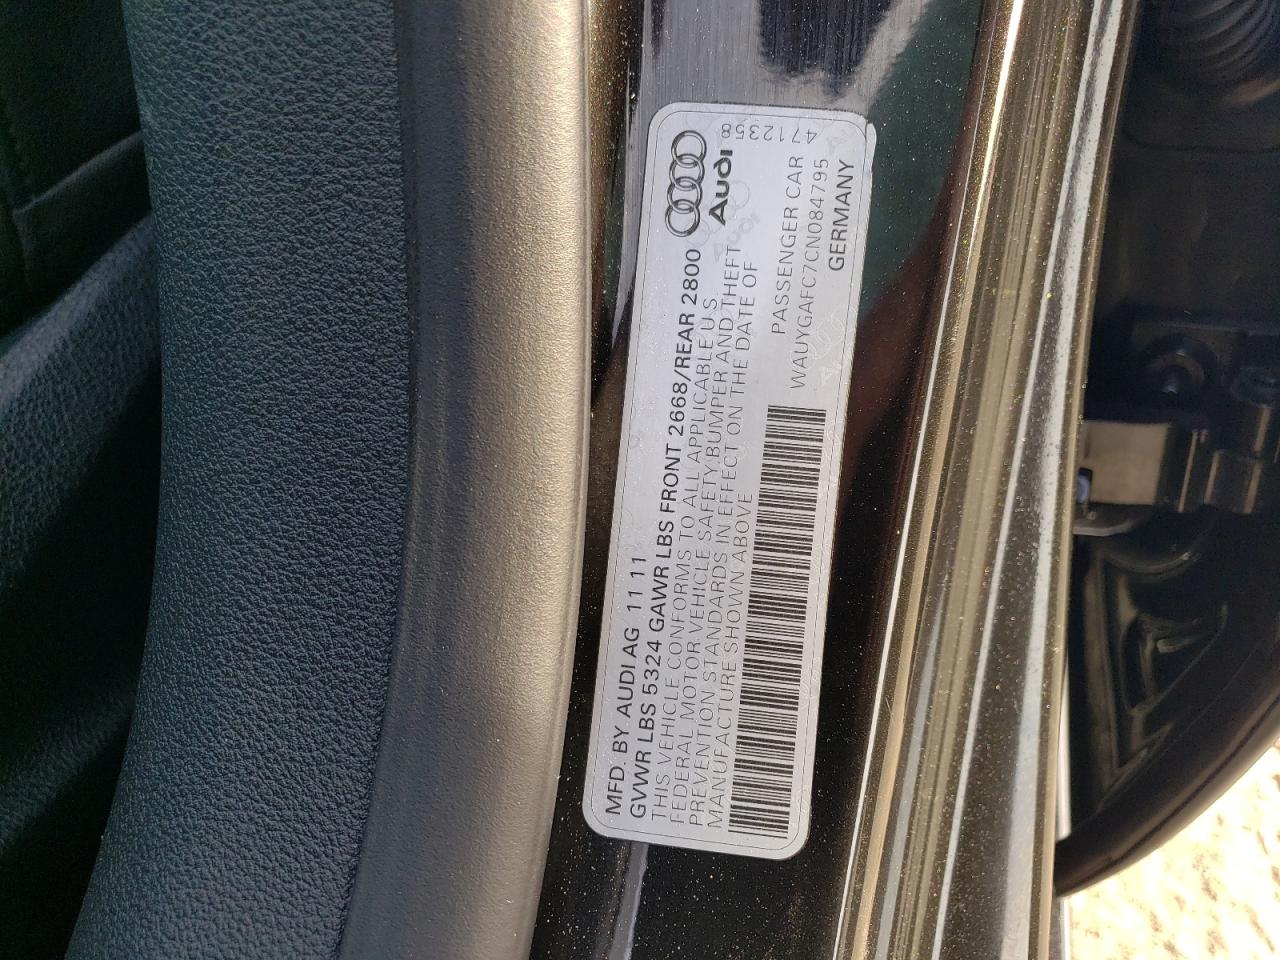 MFD. BY AUDI AG 11 11
GVWR LBS 5324 GAWR LBS FRONT 2668/REAR 2800
THIS VEHICLE CONFORMS TO ALL APPLICABLE U.S.
FEDERAL MOTOR VEHICLE SAFETY,BUMPER AND THEFT
PREVENTION STANDARDS IN EFFECT ON THE DATE OF
MANUFACTURE SHOWN ABOVE
Audi
4712358
PASSENGER CAR
WAUYGAFC7CN084795
GERMANY